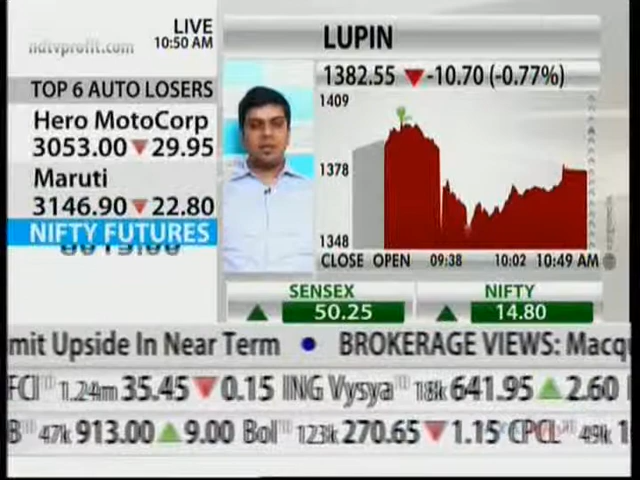 LIVE
ndtvprofit.com
10:50 AM
TOP 6 AUTO LOSERS
Hero MotoCorp
3053.00 ▼ 29.95
Maruti
3146.90 ▼ 22.80
NIFTY FUTURES
LUPIN
1382.55 ▼ -10.70 (-0.77%)
1409
1378
1348
CLOSE OPEN 09:38 10:02 10:49 AM
SENSEX
▲ 50.25
NIFTY
▲ 14.80
mit Upside In Near Term • BROKERAGE VIEWS: Macqu
FCI 1.24m 35.45 ▼ 0.15 ING Vysya 18k 641.95 ▲ 2.60
B 47k 913.00 ▲ 9.00 BoI 123k 270.65 ▼ 1.15 CPCL 49k 1